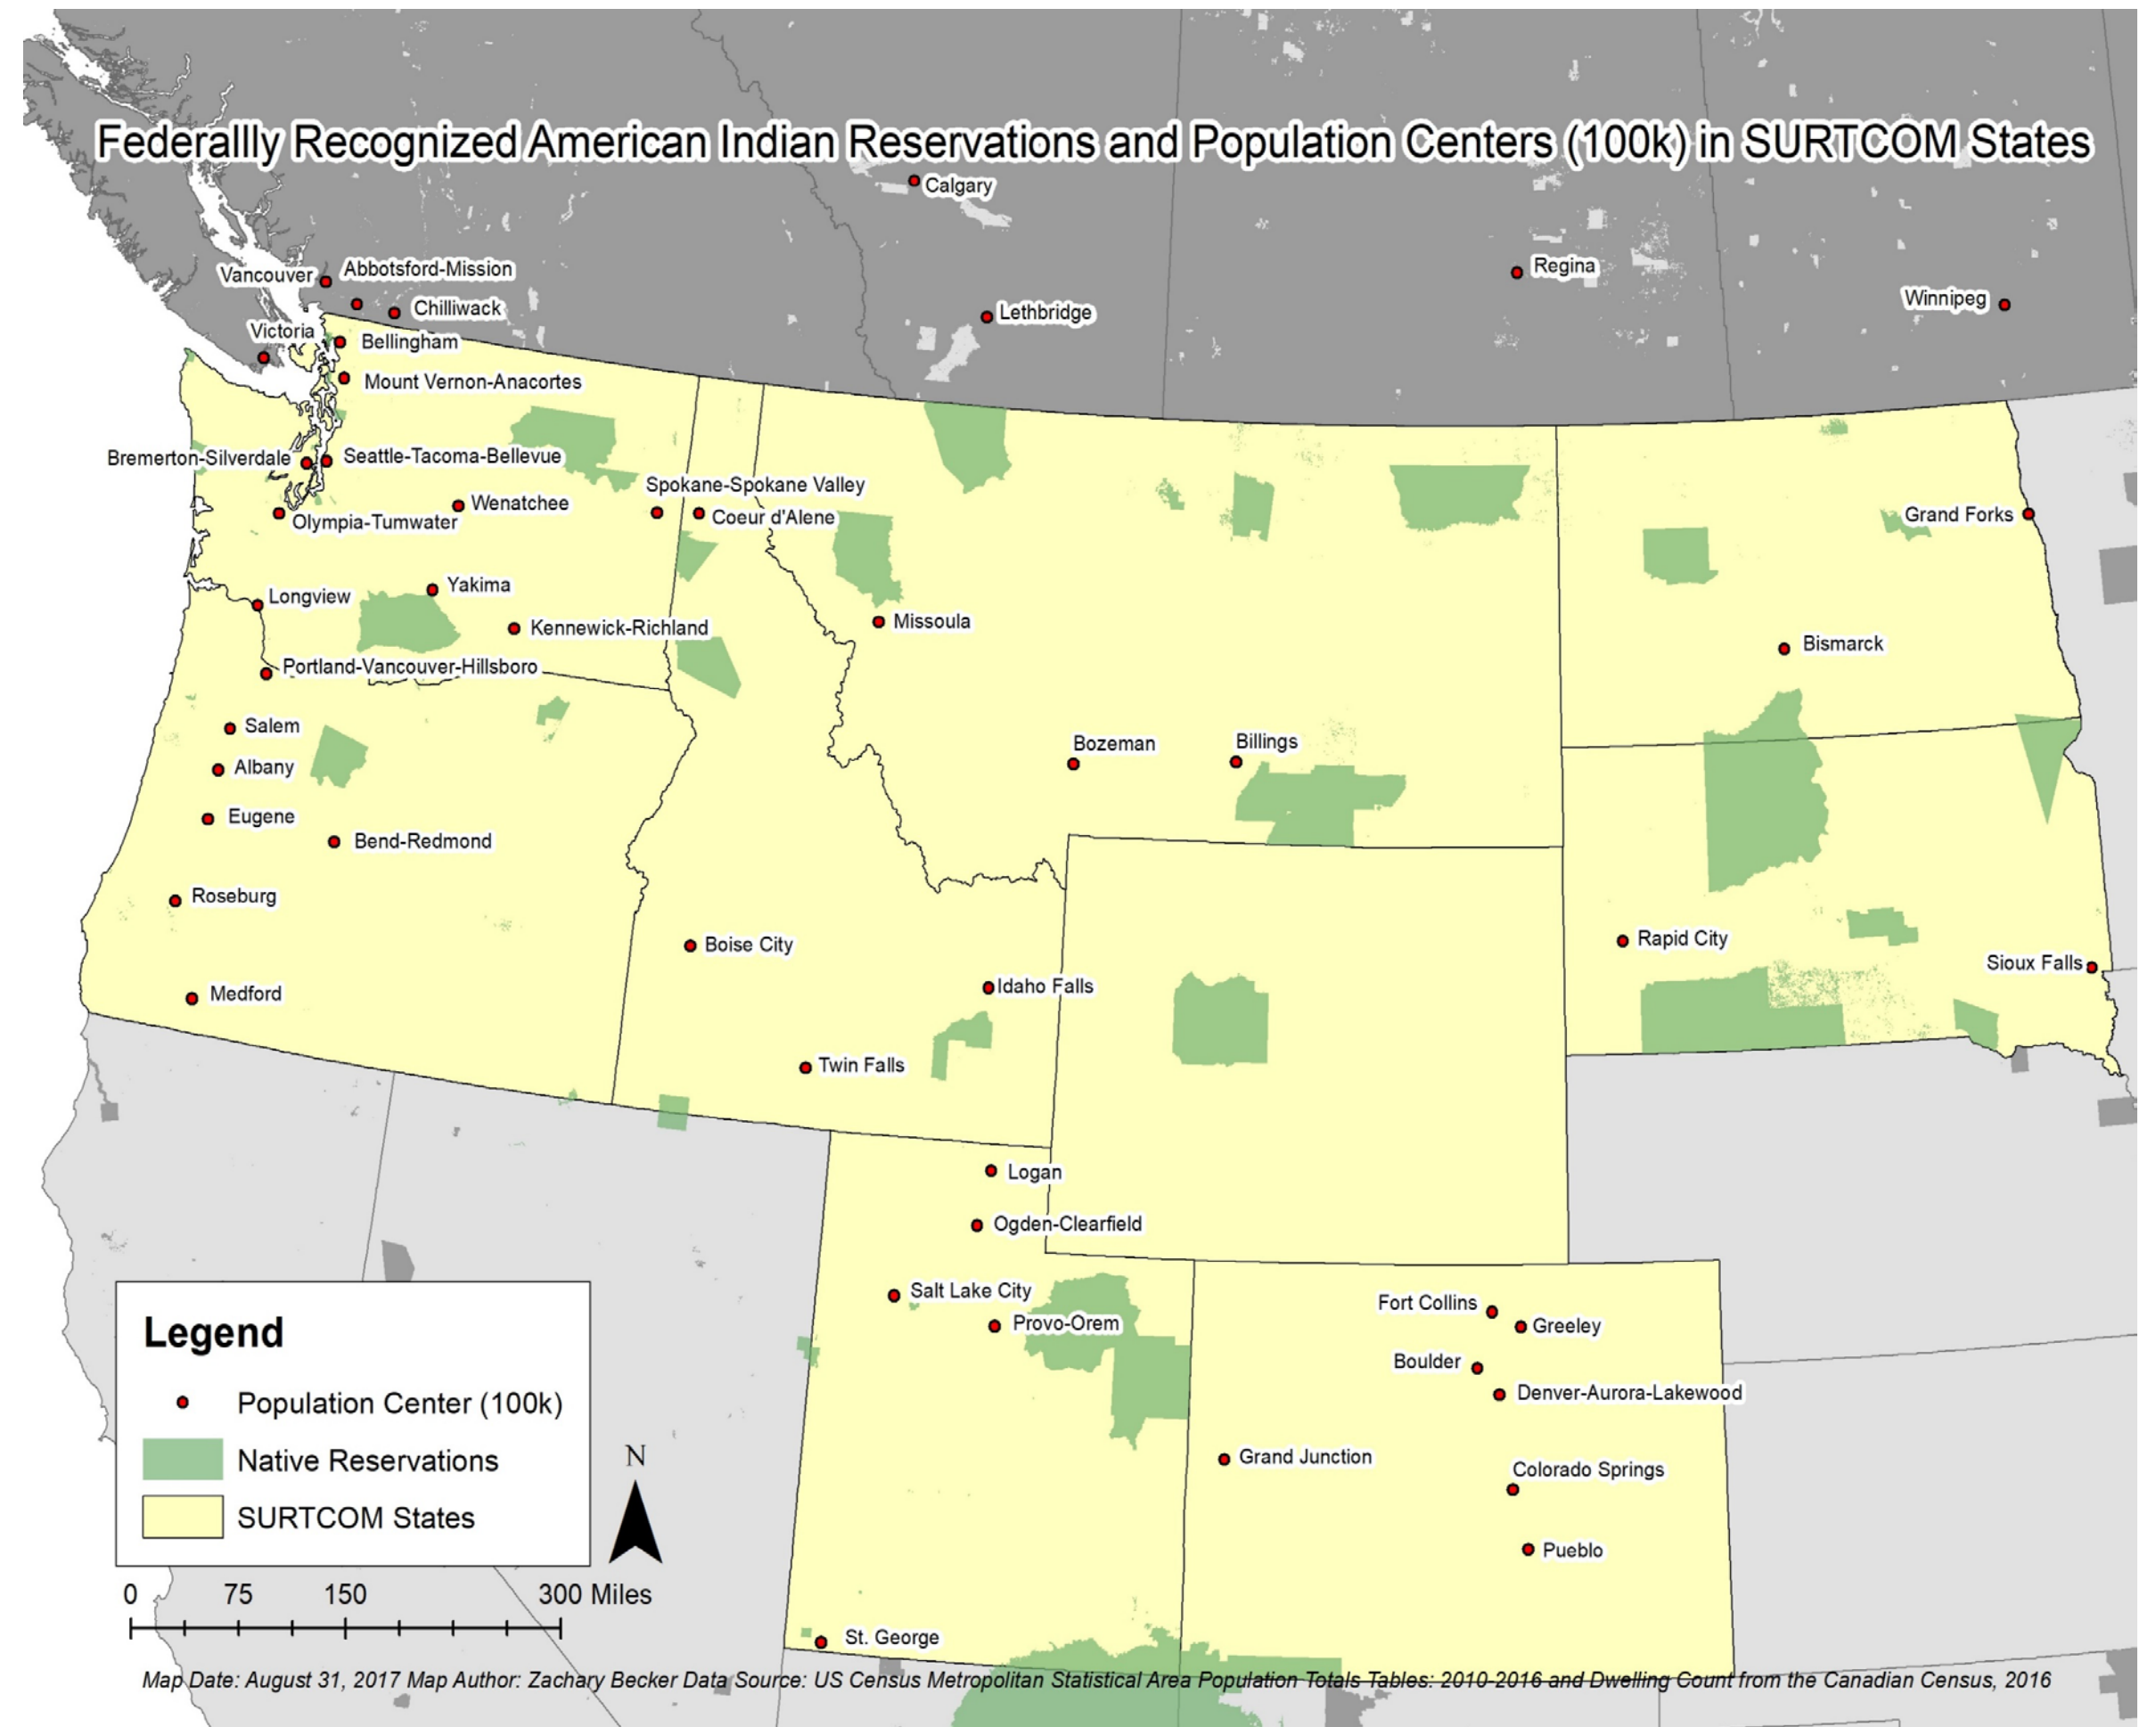 Federallly Recognized American Indian Reservations and Population Centers (100k) in SURTCOM States
Calgary
Vancouver
Abbotsford-Mission
Regina
Winnipeg
Chilliwack
Lethbridge
Victoria
Bellingham
Mount Vernon-Anacortes
Bremerton-Silverdale
Seattle-Tacoma-Bellevue
Spokane-Spokane Valley
Wenatchee
Coeur d'Alene
Grand Forks
Olympia-Tumwater
Yakima
Longview
Missoula
Kennewick-Richland
Bismarck
Portland-Vancouver-Hillsboro
Salem
Bozeman
Billings
Albany
Eugene
Bend-Redmond
Roseburg
Rapid City
Boise City
Sioux Falls
Idaho Falls
Medford
Twin Falls
Logan
Ogden-Clearfield
Salt Lake City
Fort Collins
Provo-Orem
Greeley
Boulder
Denver-Aurora-Lakewood
Grand Junction
Colorado Springs
Pueblo
St. George
Legend
Population Center (100k)
Native Reservations
SURTCOM States
N
0 75 150 300 Miles
Map Date: August 31, 2017 Map Author: Zachary Becker Data Source: US Census Metropolitan Statistical Area Population Totals Tables: 2010-2016 and Dwelling Count from the Canadian Census, 2016